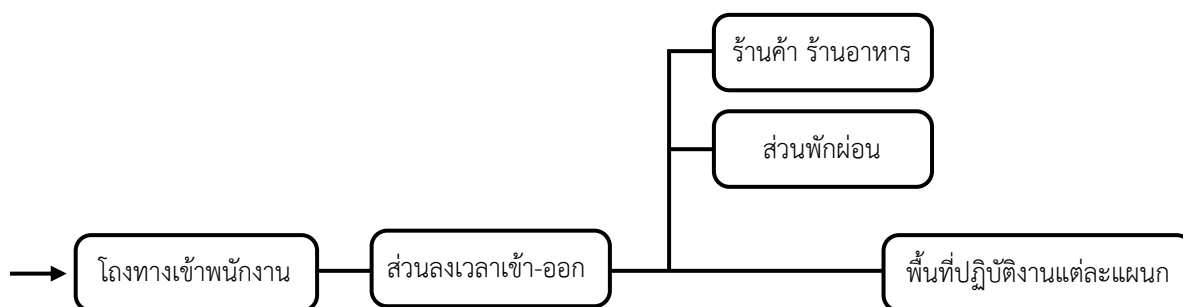 ร้านค้า ร้านอาหาร
ส่วนพักผ่อน
โถงทางเข้าพนักงาน
ส่วนลงเวลาเข้า-ออก
พื้นที่ปฏิบัติงานแต่ละแผนก